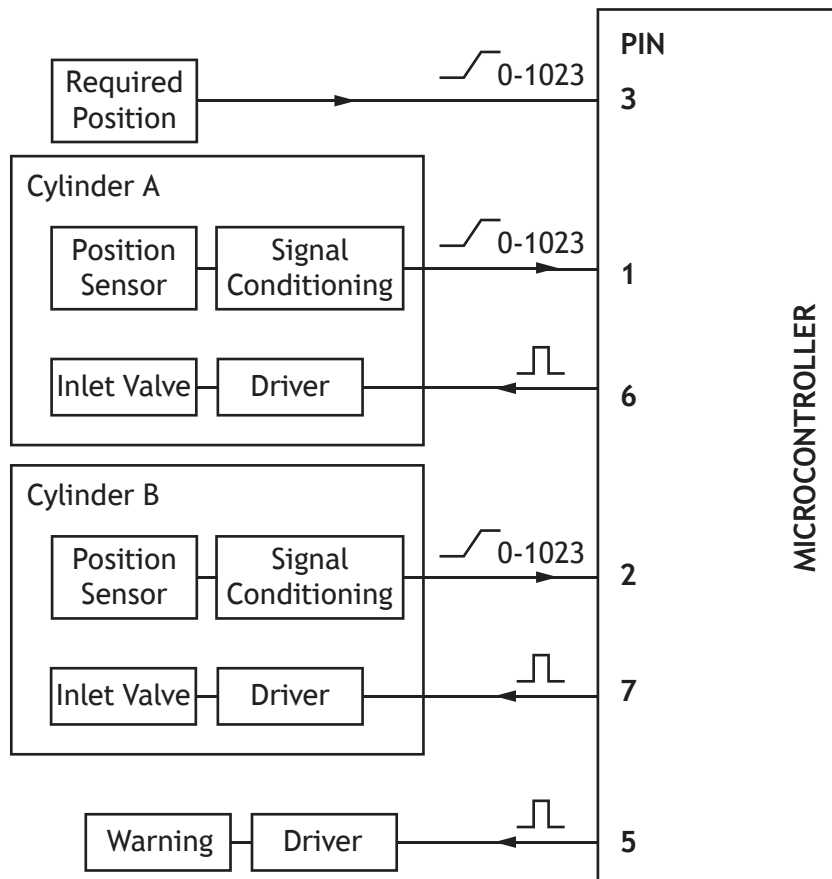 PIN
Required
Position
0-1023
3
Cylinder A
Position
Sensor
Signal
Conditioning
0-1023
1
Inlet Valve
Driver
6
Cylinder B
Position
Sensor
Signal
Conditioning
0-1023
2
Inlet Valve
Driver
7
Warning
Driver
5
MICROCONTROLLER